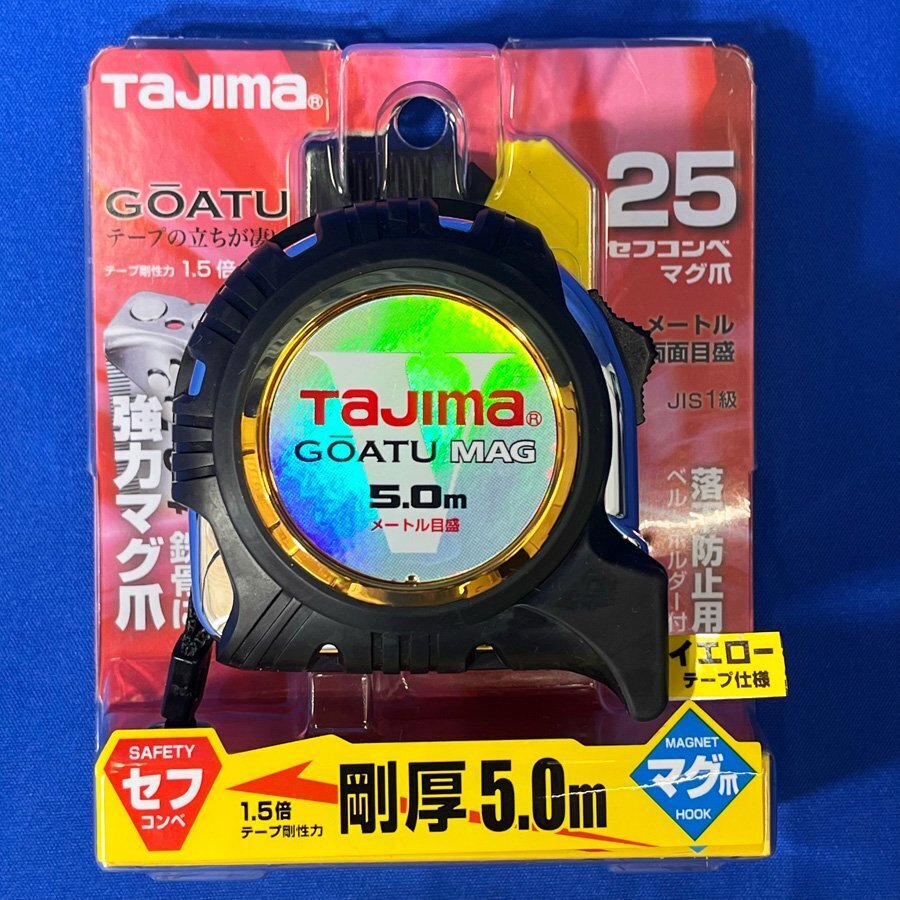 TAJIMA®
GŌATU
テープの立ちが凄い
テープ剛性力 1.5倍
25
セフコンベ
マグ爪
メートル
両面目盛
JIS1級
強力マグ爪
鉄骨に
落下防止用
ベルトホルダー付
V
TAJIMA®
GŌATU MAG
5.0m
メートル目盛
イエロー
テープ仕様
SAFETY
セフ
コンベ
1.5倍
テープ剛性力
剛厚5.0m
MAGNET
マグ爪
HOOK